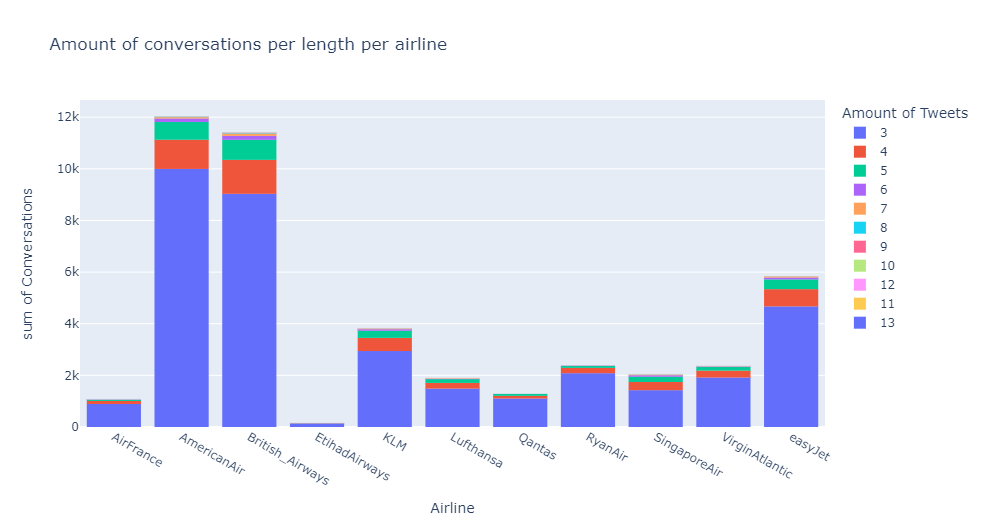 Amount of conversations per length per airline
12k
10k
8k
6k
4k
2k
0
sum of Conversations
AirFrance
AmericanAir
British_Airways
EtihadAirways
KLM
Lufthansa
Qantas
RyanAir
SingaporeAir
VirginAtlantic
easyJet
Airline
Amount of Tweets
3
4
5
6
7
8
9
10
12
11
13